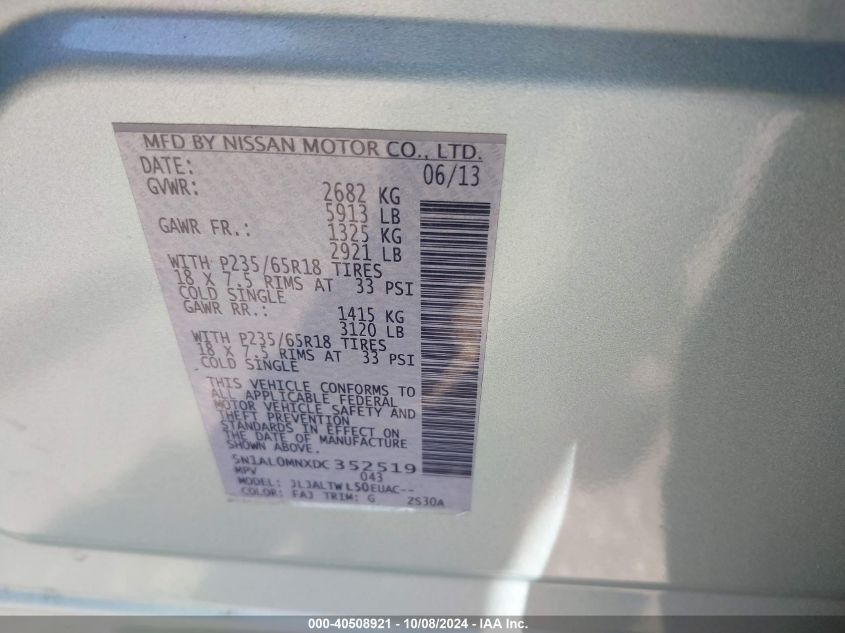 MFD BY NISSAN MOTOR CO., LTD.
DATE: 06/13
GVWR: 2682 KG
5913 LB
GAWR FR.: 1325 KG
2921 LB
WITH P235/65R18 TIRES
18 X 7.5 RIMS AT 33 PSI
COLD SINGLE
GAWR RR.: 1415 KG
3120 LB
WITH P235/65R18 TIRES
18 X 7.5 RIMS AT 33 PSI
COLD SINGLE
THIS VEHICLE CONFORMS TO
ALL APPLICABLE FEDERAL
MOTOR VEHICLE SAFETY AND
THEFT PREVENTION
STANDARDS IN EFFECT ON
THE DATE OF MANUFACTURE
SHOWN ABOVE.
5N1AL0MNXDC352519
MPV 043
MODEL: JLJALTWL50EUAC--
COLOR: FAJ TRIM: G ZS30A
000-40508921 - 10/08/2024 - IAA Inc.